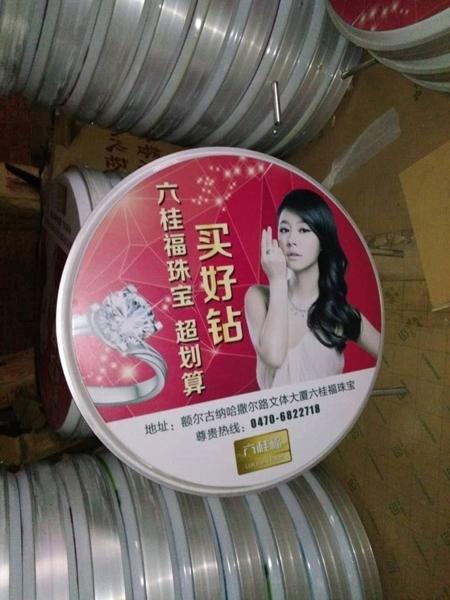 买好钻
六桂福珠宝 超划算
地址: 额尔古纳哈撒尔路文体大厦六桂福珠宝
尊贵热线: 0470-6822718
六桂福